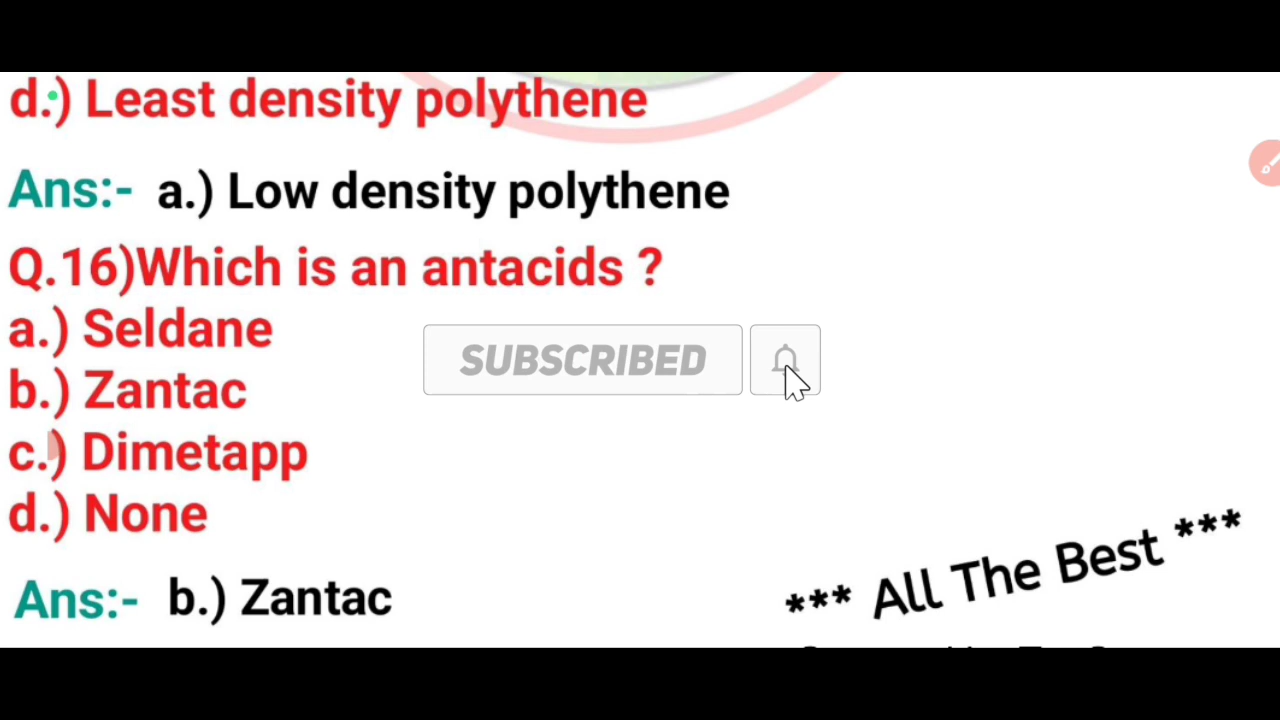 d.) Least density polythene
Ans:- a.) Low density polythene
Q.16)Which is an antacids ?
a.) Seldane
b.) Zantac
c.) Dimetapp
d.) None
Ans:- b.) Zantac
SUBSCRIBED
*** All The Best ***